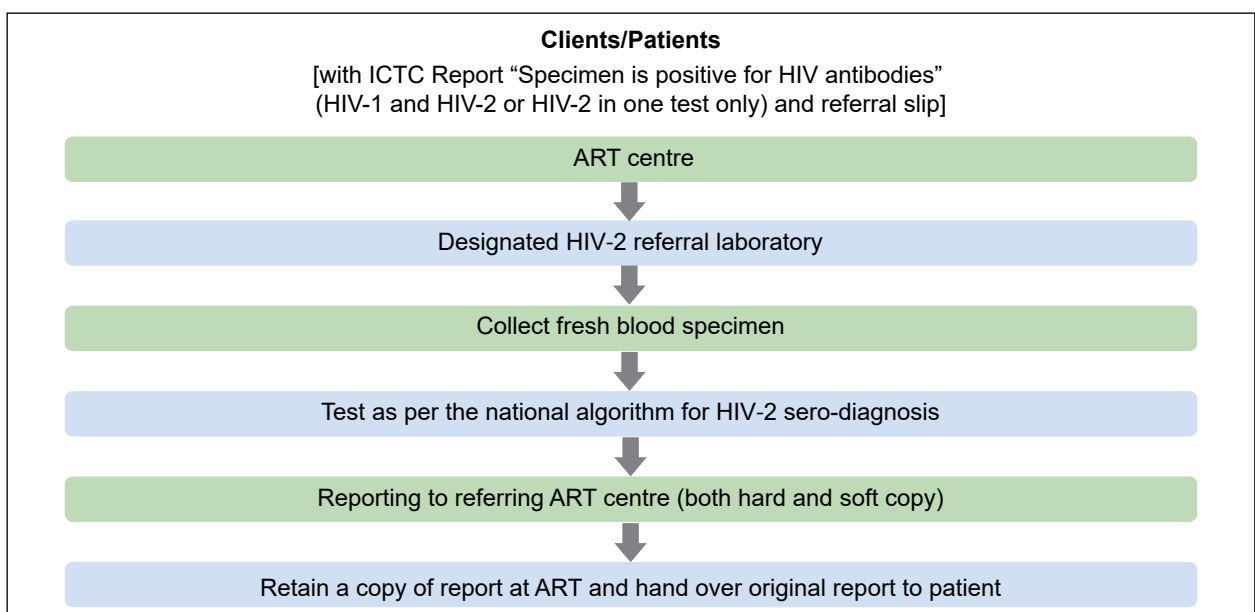 Clients/Patients
[with ICTC Report “Specimen is positive for HIV antibodies”
(HIV-1 and HIV-2 or HIV-2 in one test only) and referral slip]
ART centre
Designated HIV-2 referral laboratory
Collect fresh blood specimen
Test as per the national algorithm for HIV-2 sero-diagnosis
Reporting to referring ART centre (both hard and soft copy)
Retain a copy of report at ART and hand over original report to patient